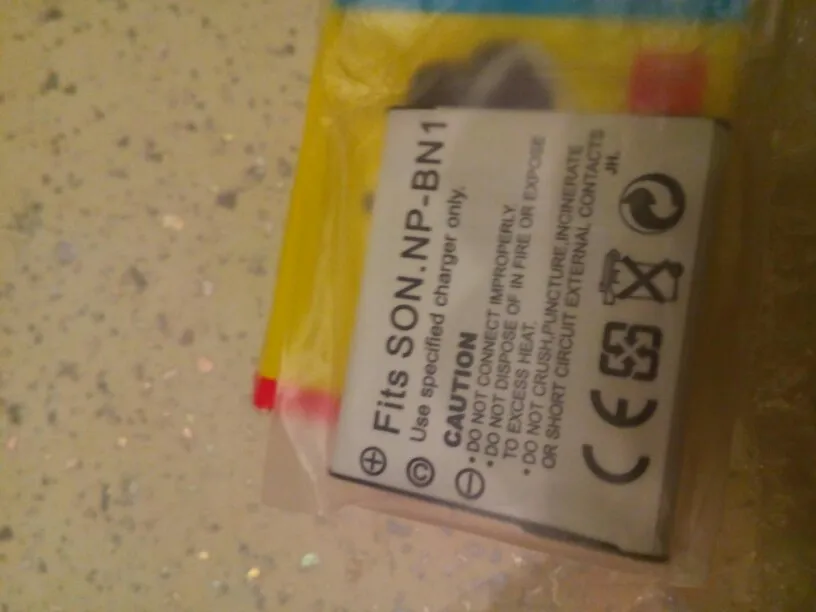 Fits SON.NP-BN1
Use specified charger only.
CAUTION
• DO NOT CONNECT IMPROPERLY
• DO NOT DISPOSE OF IN FIRE OR EXPOSE
TO EXCESS HEAT.
• DO NOT CRUSH,PUNCTURE,INCINERATE
OR SHORT CIRCUIT EXTERNAL CONTACTS
JH.
CE